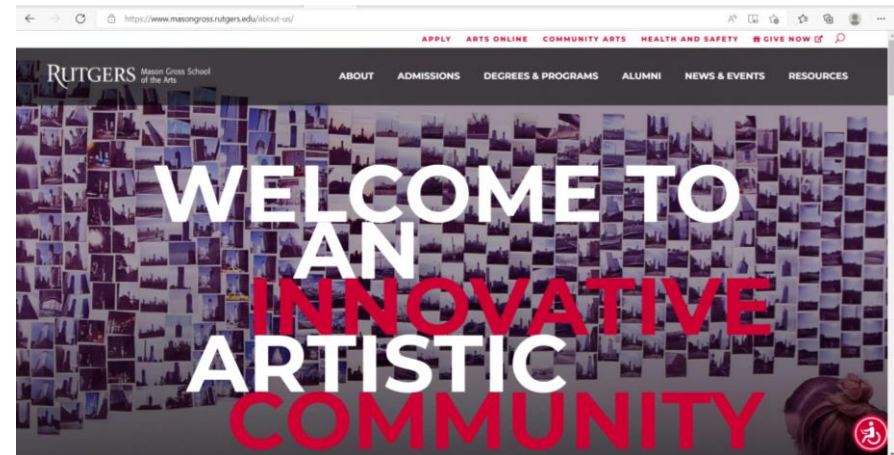 https://www.masongross.rutgers.edu/about-us/
APPLY ARTS ONLINE COMMUNITY ARTS HEALTH AND SAFETY GIVE NOW
RUTGERS Mason Gross School
of the Arts
ABOUT ADMISSIONS DEGREES & PROGRAMS ALUMNI NEWS & EVENTS RESOURCES
WELCOME TO
AN
INNOVATIVE
ARTISTIC
COMMUNITY